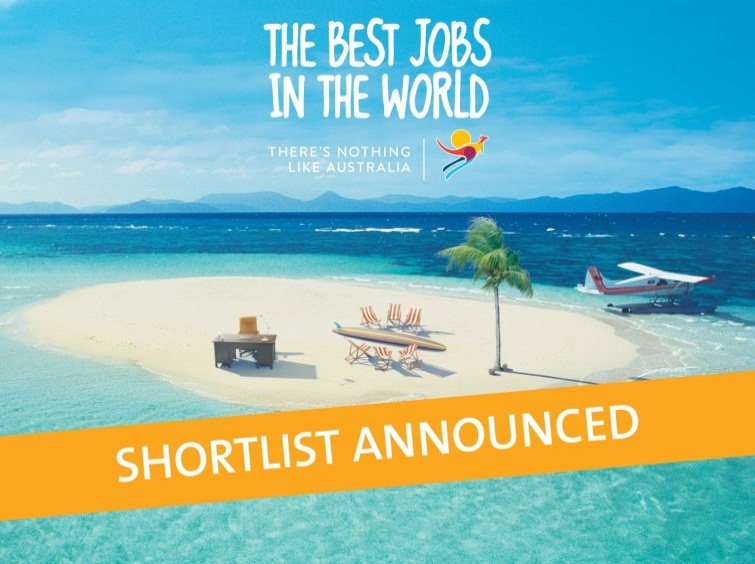 THE BEST JOBS
IN THE WORLD
THERE'S NOTHING
LIKE AUSTRALIA
SHORTLIST ANNOUNCED